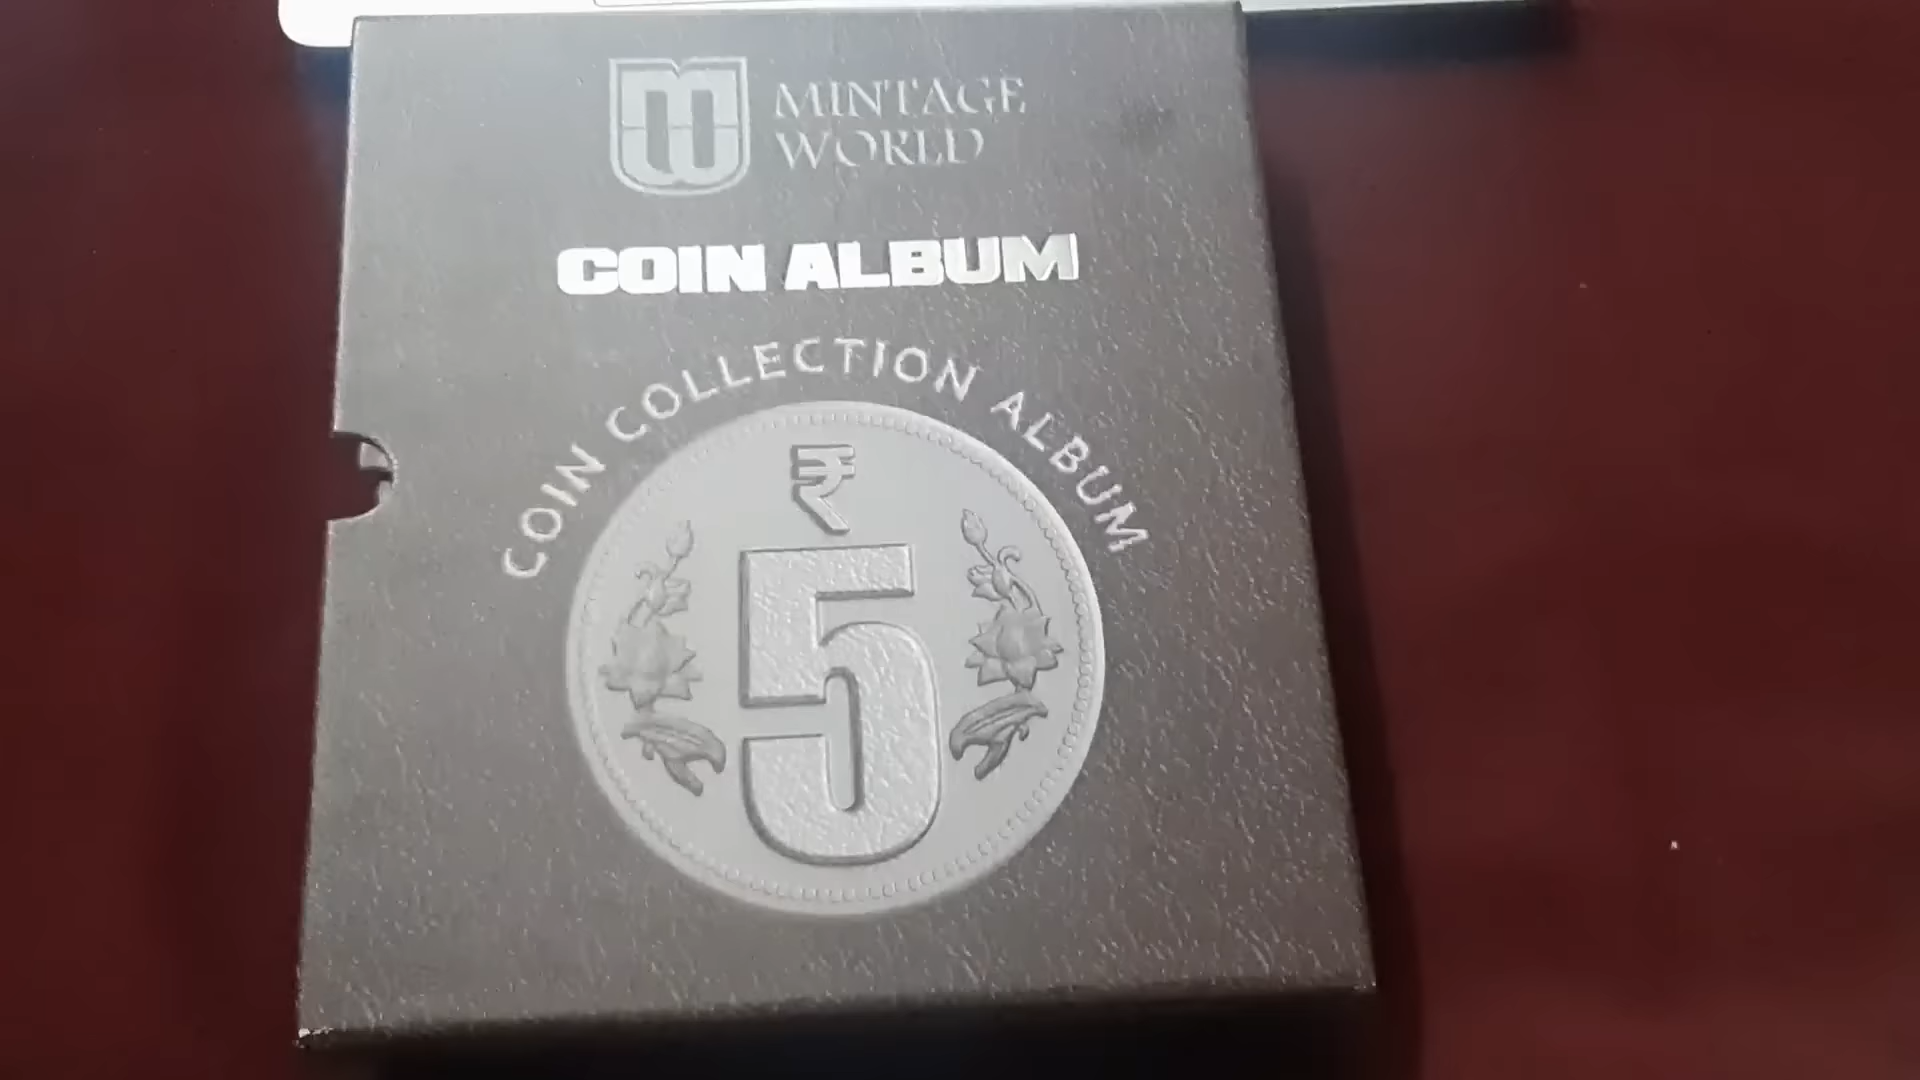 MINTAGE
WORLD
COIN ALBUM
COIN COLLECTION ALBUM
₹
5